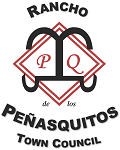 RANCHO
P Q
de los
PEÑASQUITOS
TOWN COUNCIL